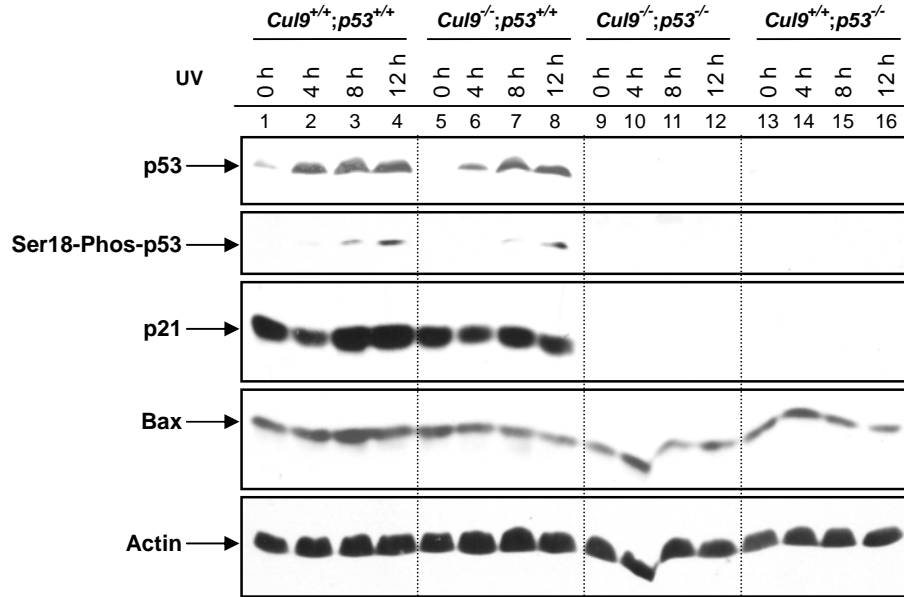 Cul9+/+;p53+/+ Cul9-/-;p53+/+ Cul9-/-;p53-/- Cul9+/+;p53-/-
UV 0 h 4 h 8 h 12 h 0 h 4 h 8 h 12 h 0 h 4 h 8 h 12 h 0 h 4 h 8 h 12 h
1 2 3 4 5 6 7 8 9 10 11 12 13 14 15 16
p53
Ser18-Phos-p53
p21
Bax
Actin